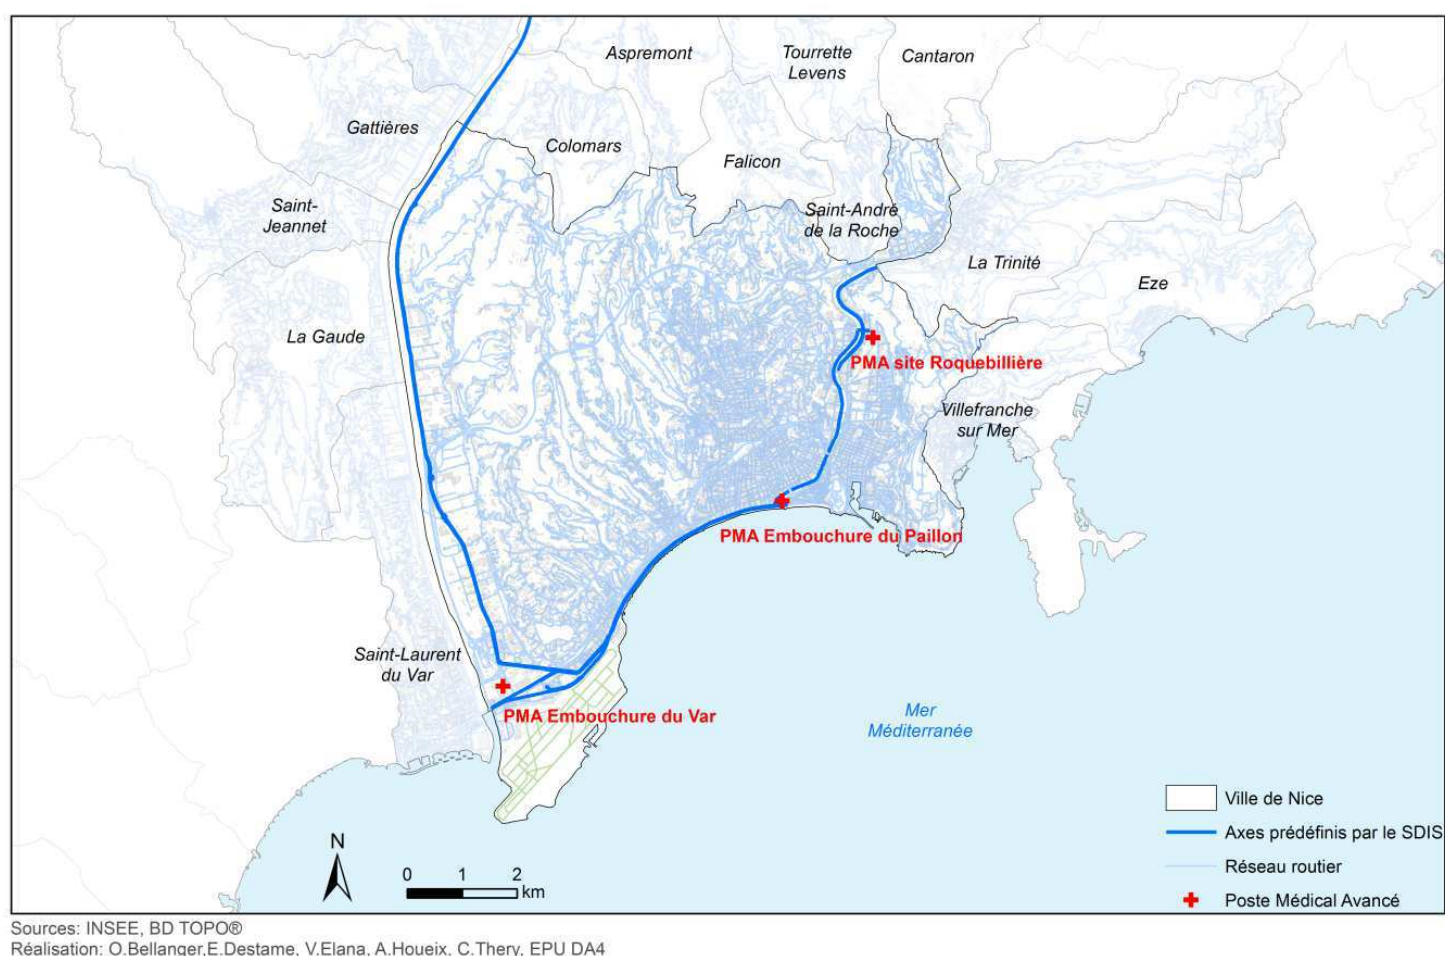 Aspremont
Tourrette
Levens
Cantaron
Gattières
Colomars
Falicon
Saint-
Jeannet
Saint-André
de la Roche
La Trinité
Eze
La Gaude
PMA site Roquebillière
Villefranche
sur Mer
PMA Embouchure du Paillon
Saint-Laurent
du Var
PMA Embouchure du Var
Mer
Méditerranée
N
0 1 2
km
Ville de Nice
Axes prédéfinis par le SDIS
Réseau routier
Poste Médical Avancé
Sources: INSEE, BD TOPO®
Réalisation: O.Bellanger,E.Destame, V.Elana, A.Houeix, C.Thery, EPU DA4